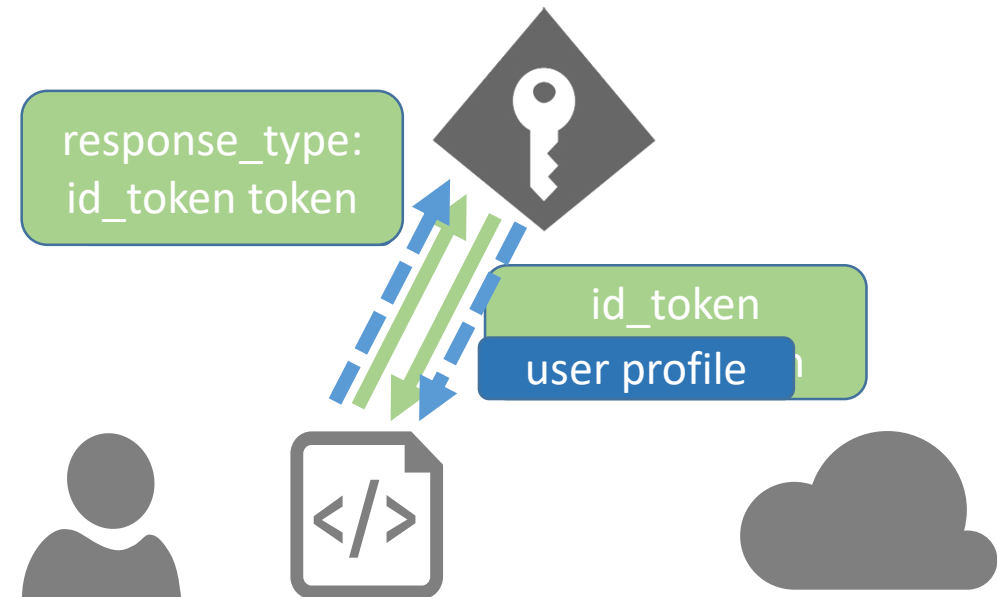 response_type:
id_token token
id_token
user profile
</>